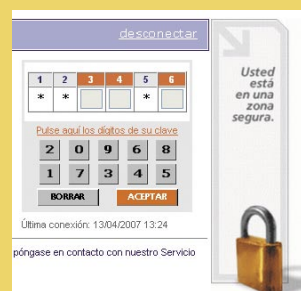 desconectar
1 2 3 4 5 6
* * *
Pulse aquí los dígitos de su clave
2 0 9 6 8
1 7 3 4 5
BORRAR ACEPTAR
Última conexión: 13/04/2007 13:24
póngase en contacto con nuestro Servicio
Usted
está
en una
zona
segura.